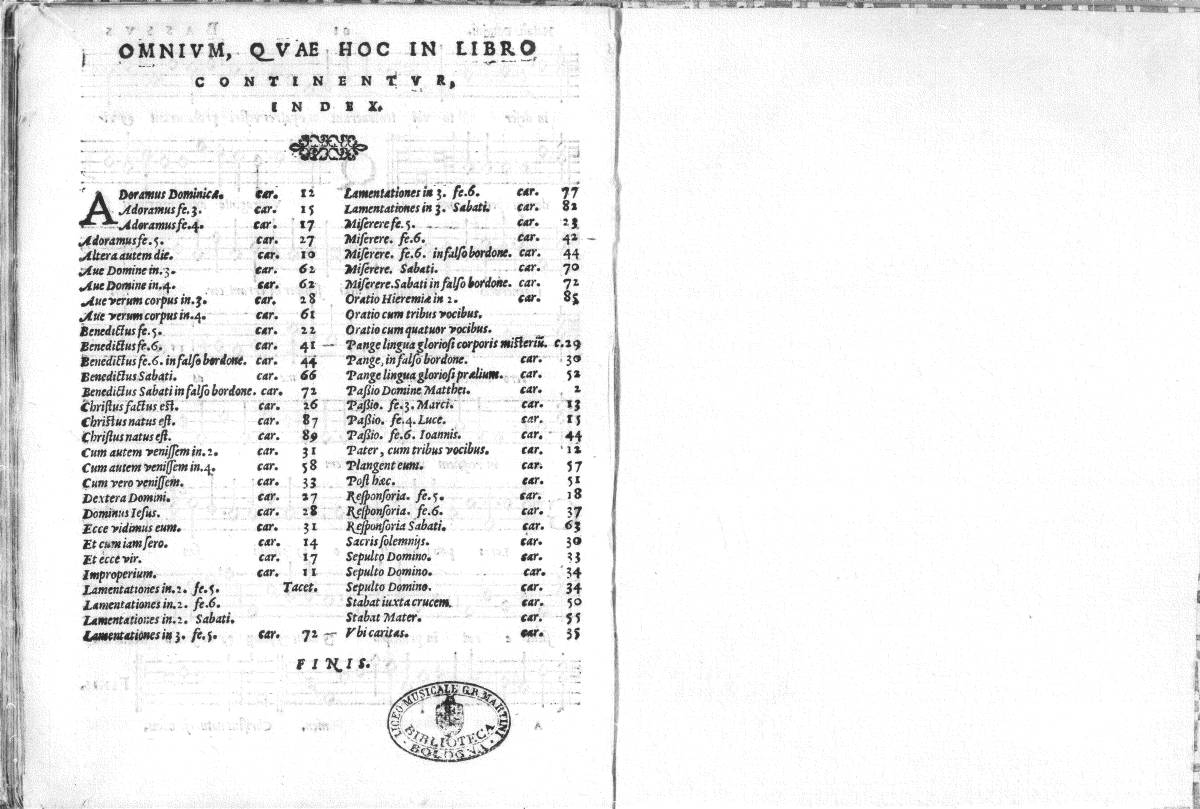 OMNIVM, QVAE HOC IN LIBRO
CONTINENTVR,
INDEX.
ADoramus Dominica. car. 12
Adoramus fe.3. car. 15
Adoramus fe.4. car. 17
Adoramus fe.5. car. 27
Altera autem die. car. 10
Aue Domine in.3. car. 62
Aue Domine in.4. car. 62
Aue verum corpus in.3. car. 28
Aue verum corpus in.4. car. 61
Benedictus fe.5. car. 22
Benedictus fe.6. car. 41
Benedictus fe.6. in falso bordone. car. 44
Benedictus Sabati. car. 66
Benedictus Sabati in falso bordone. car. 72
Christus factus est. car. 26
Christus natus est. car. 87
Christus natus est. car. 89
Cum autem venissem in.2. car. 31
Cum autem venissem in.4. car. 58
Cum vero venissem. car. 33
Dextera Domini. car. 27
Dominus Iesus. car. 28
Ecce vidimus eum. car. 31
Et cum iam sero. car. 14
Et ecce vir. car. 17
Improperium. car. 11
Lamentationes in.2. fe.5. Tacet.
Lamentationes in.2. fe.6.
Lamentationes in.2. Sabati.
Lamentationes in 3. fe.5. car. 72
Lamentationes in 3. fe.6. car. 77
Lamentationes in 3. Sabati. car. 82
Miserere fe.5. car. 23
Miserere. fe.6. car. 42
Miserere. fe.6. in falso bordone. car. 44
Miserere. Sabati. car. 70
Miserere. Sabati in falso bordone. car. 72
Oratio Hieremiæ in 2. car. 85
Oratio cum tribus vocibus.
Oratio cum quatuor vocibus.
Pange lingua gloriosi corporis misteriũ. c.29
Pange, in falso bordone. car. 30
Pange lingua gloriosi prælium. car. 52
Paßio Domine Matthei. car. 2
Paßio. fe.3. Marci. car. 13
Paßio. fe.4. Luce. car. 15
Paßio. fe.6. Ioannis. car. 44
Pater, cum tribus vocibus. car. 12
Plangent eum. car. 57
Post hæc. car. 51
Responsoria. fe.5. car. 18
Responsoria. fe.6. car. 37
Responsoria Sabati. car. 63
Sacris solemnijs. car. 30
Sepulto Domino. car. 33
Sepulto Domino. car. 34
Sepulto Domino. car. 34
Stabat iuxta crucem. car. 50
Stabat Mater. car. 55
Vbi caritas. car. 35
FINIS.
LICEO MUSICALE G.B. MARTINI
BIBLIOTECA
BOLOGNA